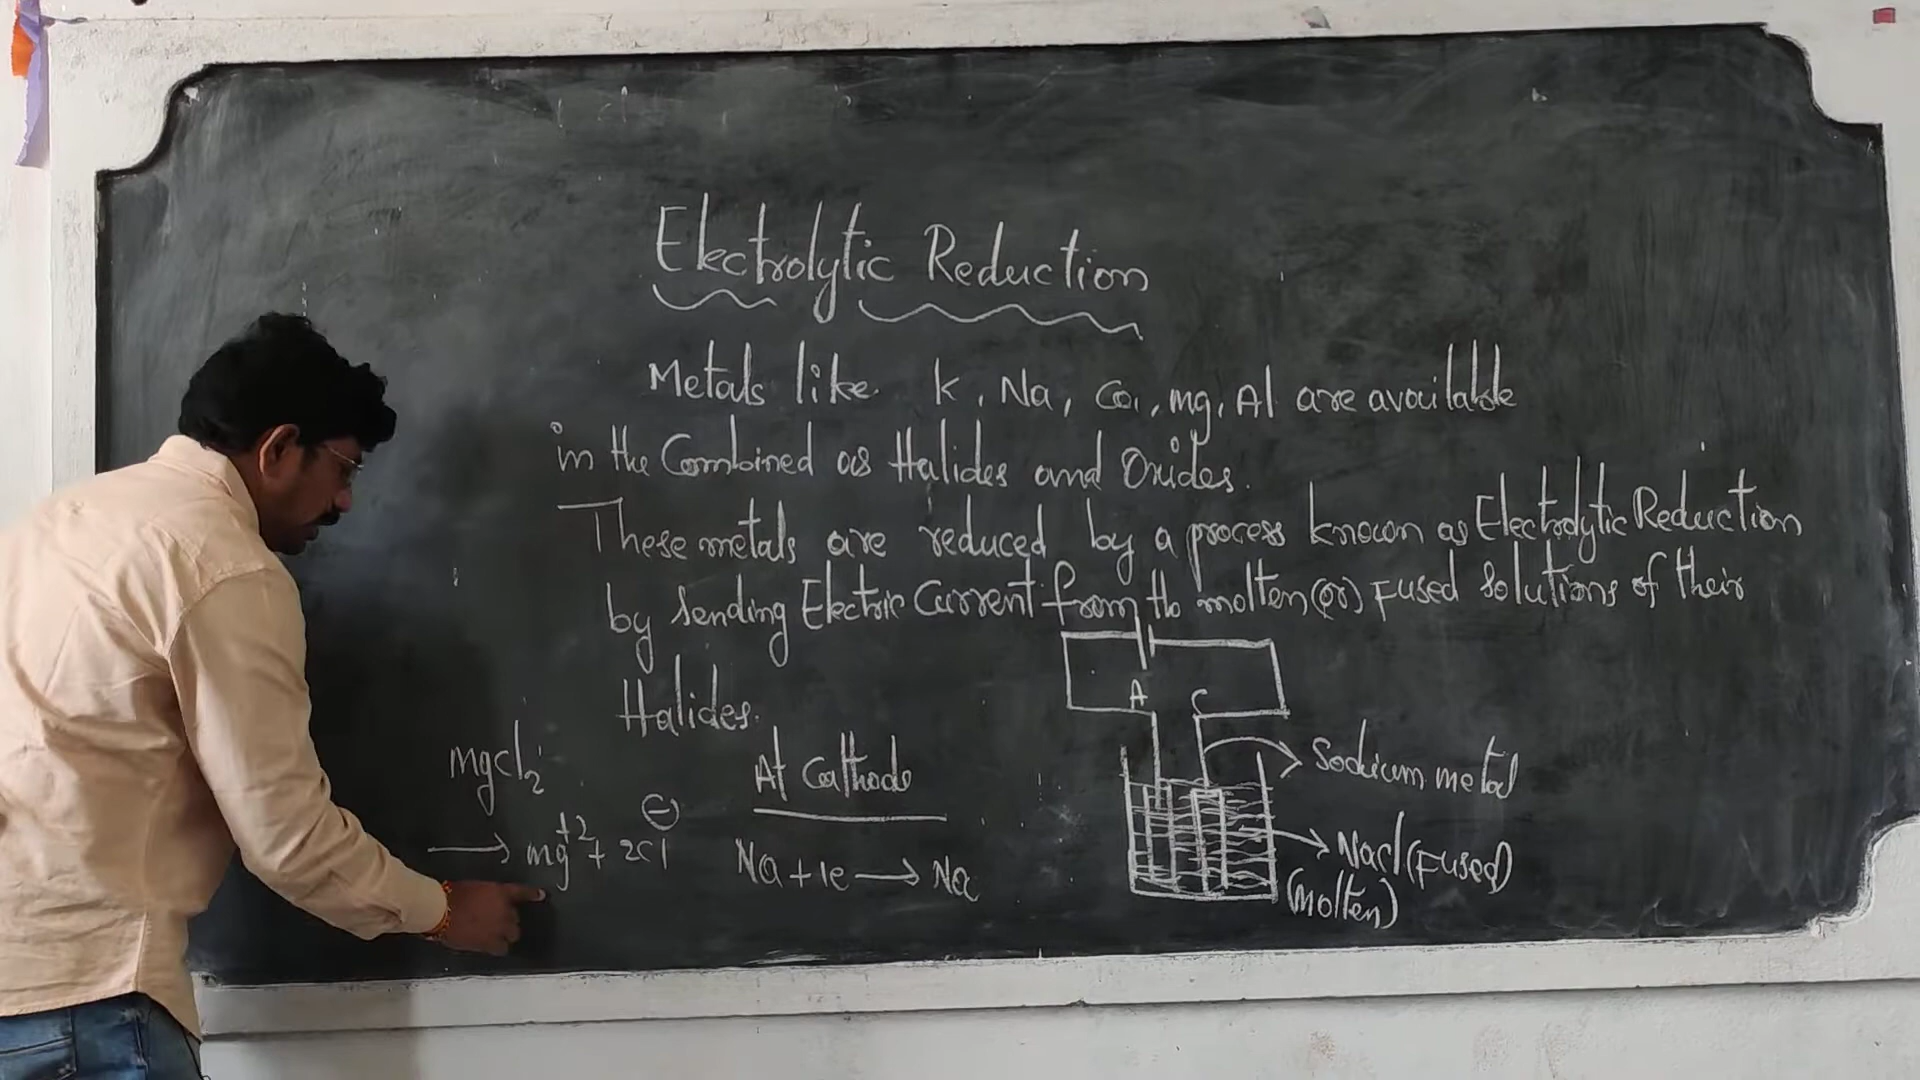 Electrolytic Reduction
Metals like K, Na, Ca, mg, Al are available
in the Combined as Halides and Oxides.
These metals are reduced by a process known as Electrolytic Reduction
by sending Electric Current from the molten (or) Fused solutions of their
Halides.
A C
mgcl2
→ mg+2 + 2Cl⊖
At Cathode
Na + 1e → Na
Sodium metal
Nacl (Fused)
(molten)